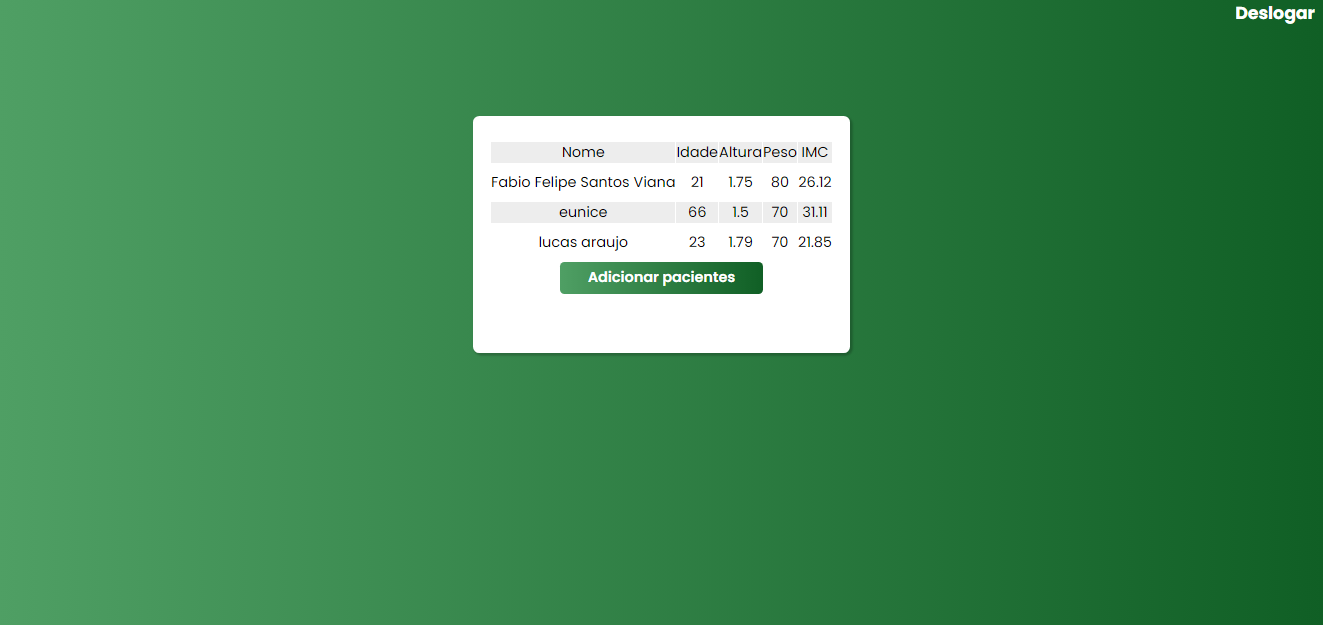 Deslogar
Nome Idade Altura Peso IMC
Fabio Felipe Santos Viana 21 1.75 80 26.12
eunice 66 1.5 70 31.11
lucas araujo 23 1.79 70 21.85
Adicionar pacientes